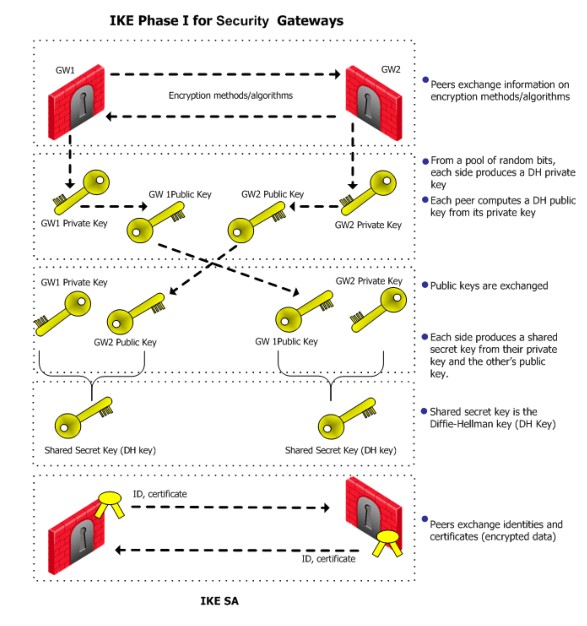 IKE Phase I for Security Gateways
GW1
GW2
Encryption methods/algorithms
Peers exchange information on
encryption methods/algorithms
From a pool of random bits,
each side produces a DH private
key
Each peer computes a DH public
key from its private key
GW 1Public Key
GW2 Public Key
GW1 Private Key
GW2 Private Key
GW1 Private Key
GW2 Private Key
Public keys are exchanged
GW2 Public Key
GW 1Public Key
Each side produces a shared
secret key from their private
key and the other's public
key.
Shared secret key is the
Diffie-Hellman key (DH Key)
Shared Secret Key (DH key)
Shared Secret Key (DH key)
ID, certificate
Peers exchange identities and
certificates (encrypted data)
ID, certificate
IKE SA